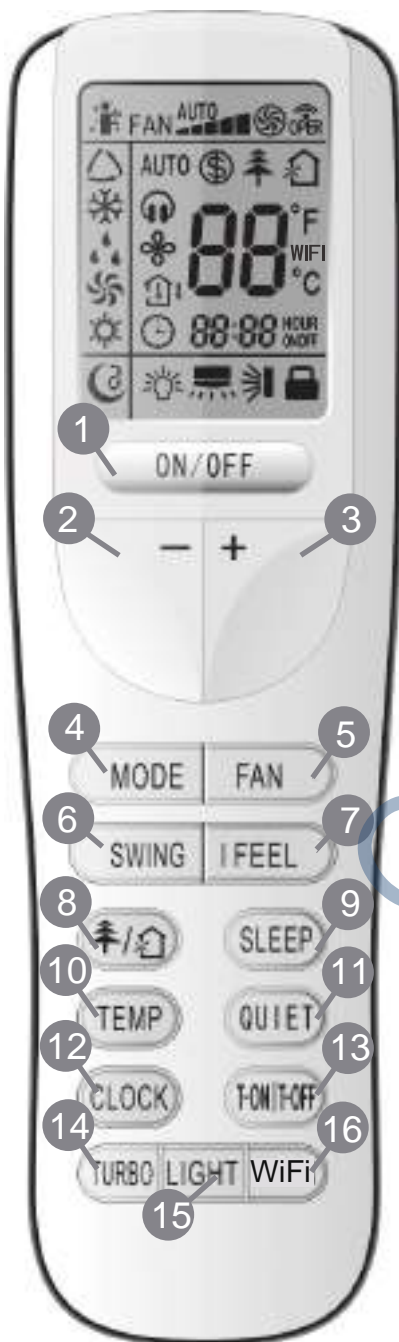 FAN AUTO OPER
AUTO
88 °F
WIFI
°C
88:88 HOUR
ON/OFF
1
ON/OFF
2 3
- +
4 5
MODE FAN
6 7
SWING I FEEL
8 9
/ SLEEP
10 11
TEMP QUIET
12 13
CLOCK T-ON T-OFF
14 16
TURBO LIGHT WiFi
15